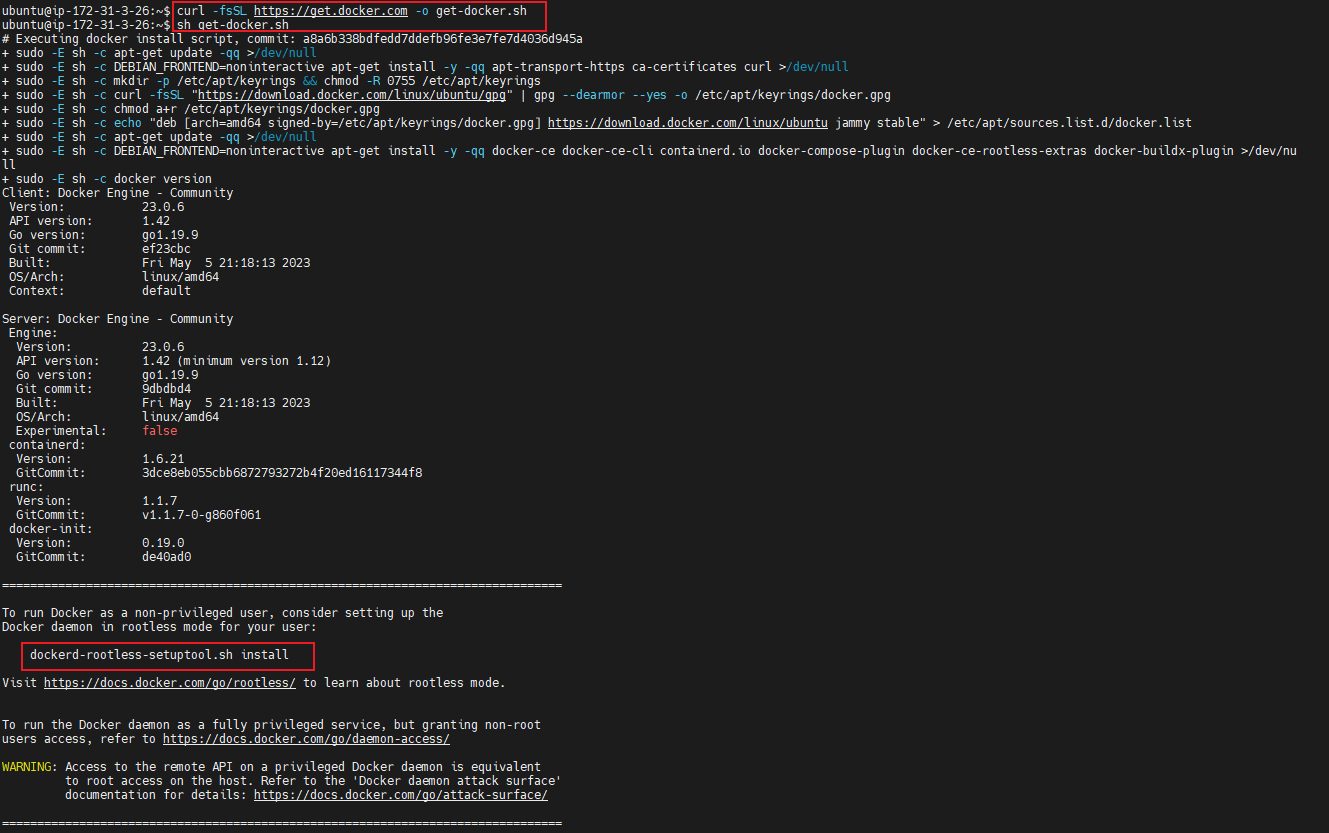 ubuntu@ip-172-31-3-26:~$ curl -fsSL https://get.docker.com -o get-docker.sh
ubuntu@ip-172-31-3-26:~$ sh get-docker.sh
# Executing docker install script, commit: a8a6b338bdfedd7ddefb96fe3e7fe7d4036d945a
+ sudo -E sh -c apt-get update -qq >/dev/null
+ sudo -E sh -c DEBIAN_FRONTEND=noninteractive apt-get install -y -qq apt-transport-https ca-certificates curl >/dev/null
+ sudo -E sh -c mkdir -p /etc/apt/keyrings && chmod -R 0755 /etc/apt/keyrings
+ sudo -E sh -c curl -fsSL "https://download.docker.com/linux/ubuntu/gpg" | gpg --dearmor --yes -o /etc/apt/keyrings/docker.gpg
+ sudo -E sh -c chmod a+r /etc/apt/keyrings/docker.gpg
+ sudo -E sh -c echo "deb [arch=amd64 signed-by=/etc/apt/keyrings/docker.gpg] https://download.docker.com/linux/ubuntu jammy stable" > /etc/apt/sources.list.d/docker.list
+ sudo -E sh -c apt-get update -qq >/dev/null
+ sudo -E sh -c DEBIAN_FRONTEND=noninteractive apt-get install -y -qq docker-ce docker-ce-cli containerd.io docker-compose-plugin docker-ce-rootless-extras docker-buildx-plugin >/dev/nu
ll
+ sudo -E sh -c docker version
Client: Docker Engine - Community
 Version:           23.0.6
 API version:       1.42
 Go version:        go1.19.9
 Git commit:        ef23cbc
 Built:             Fri May  5 21:18:13 2023
 OS/Arch:           linux/amd64
 Context:           default

Server: Docker Engine - Community
 Engine:
  Version:          23.0.6
  API version:      1.42 (minimum version 1.12)
  Go version:       go1.19.9
  Git commit:       9dbdbd4
  Built:            Fri May  5 21:18:13 2023
  OS/Arch:          linux/amd64
  Experimental:     false
 containerd:
  Version:          1.6.21
  GitCommit:        3dce8eb055cbb6872793272b4f20ed16117344f8
 runc:
  Version:          1.1.7
  GitCommit:        v1.1.7-0-g860f061
 docker-init:
  Version:          0.19.0
  GitCommit:        de40ad0

================================================================================

To run Docker as a non-privileged user, consider setting up the
Docker daemon in rootless mode for your user:

    dockerd-rootless-setuptool.sh install

Visit https://docs.docker.com/go/rootless/ to learn about rootless mode.


To run the Docker daemon as a fully privileged service, but granting non-root
users access, refer to https://docs.docker.com/go/daemon-access/

WARNING: Access to the remote API on a privileged Docker daemon is equivalent
         to root access on the host. Refer to the 'Docker daemon attack surface'
         documentation for details: https://docs.docker.com/go/attack-surface/

================================================================================